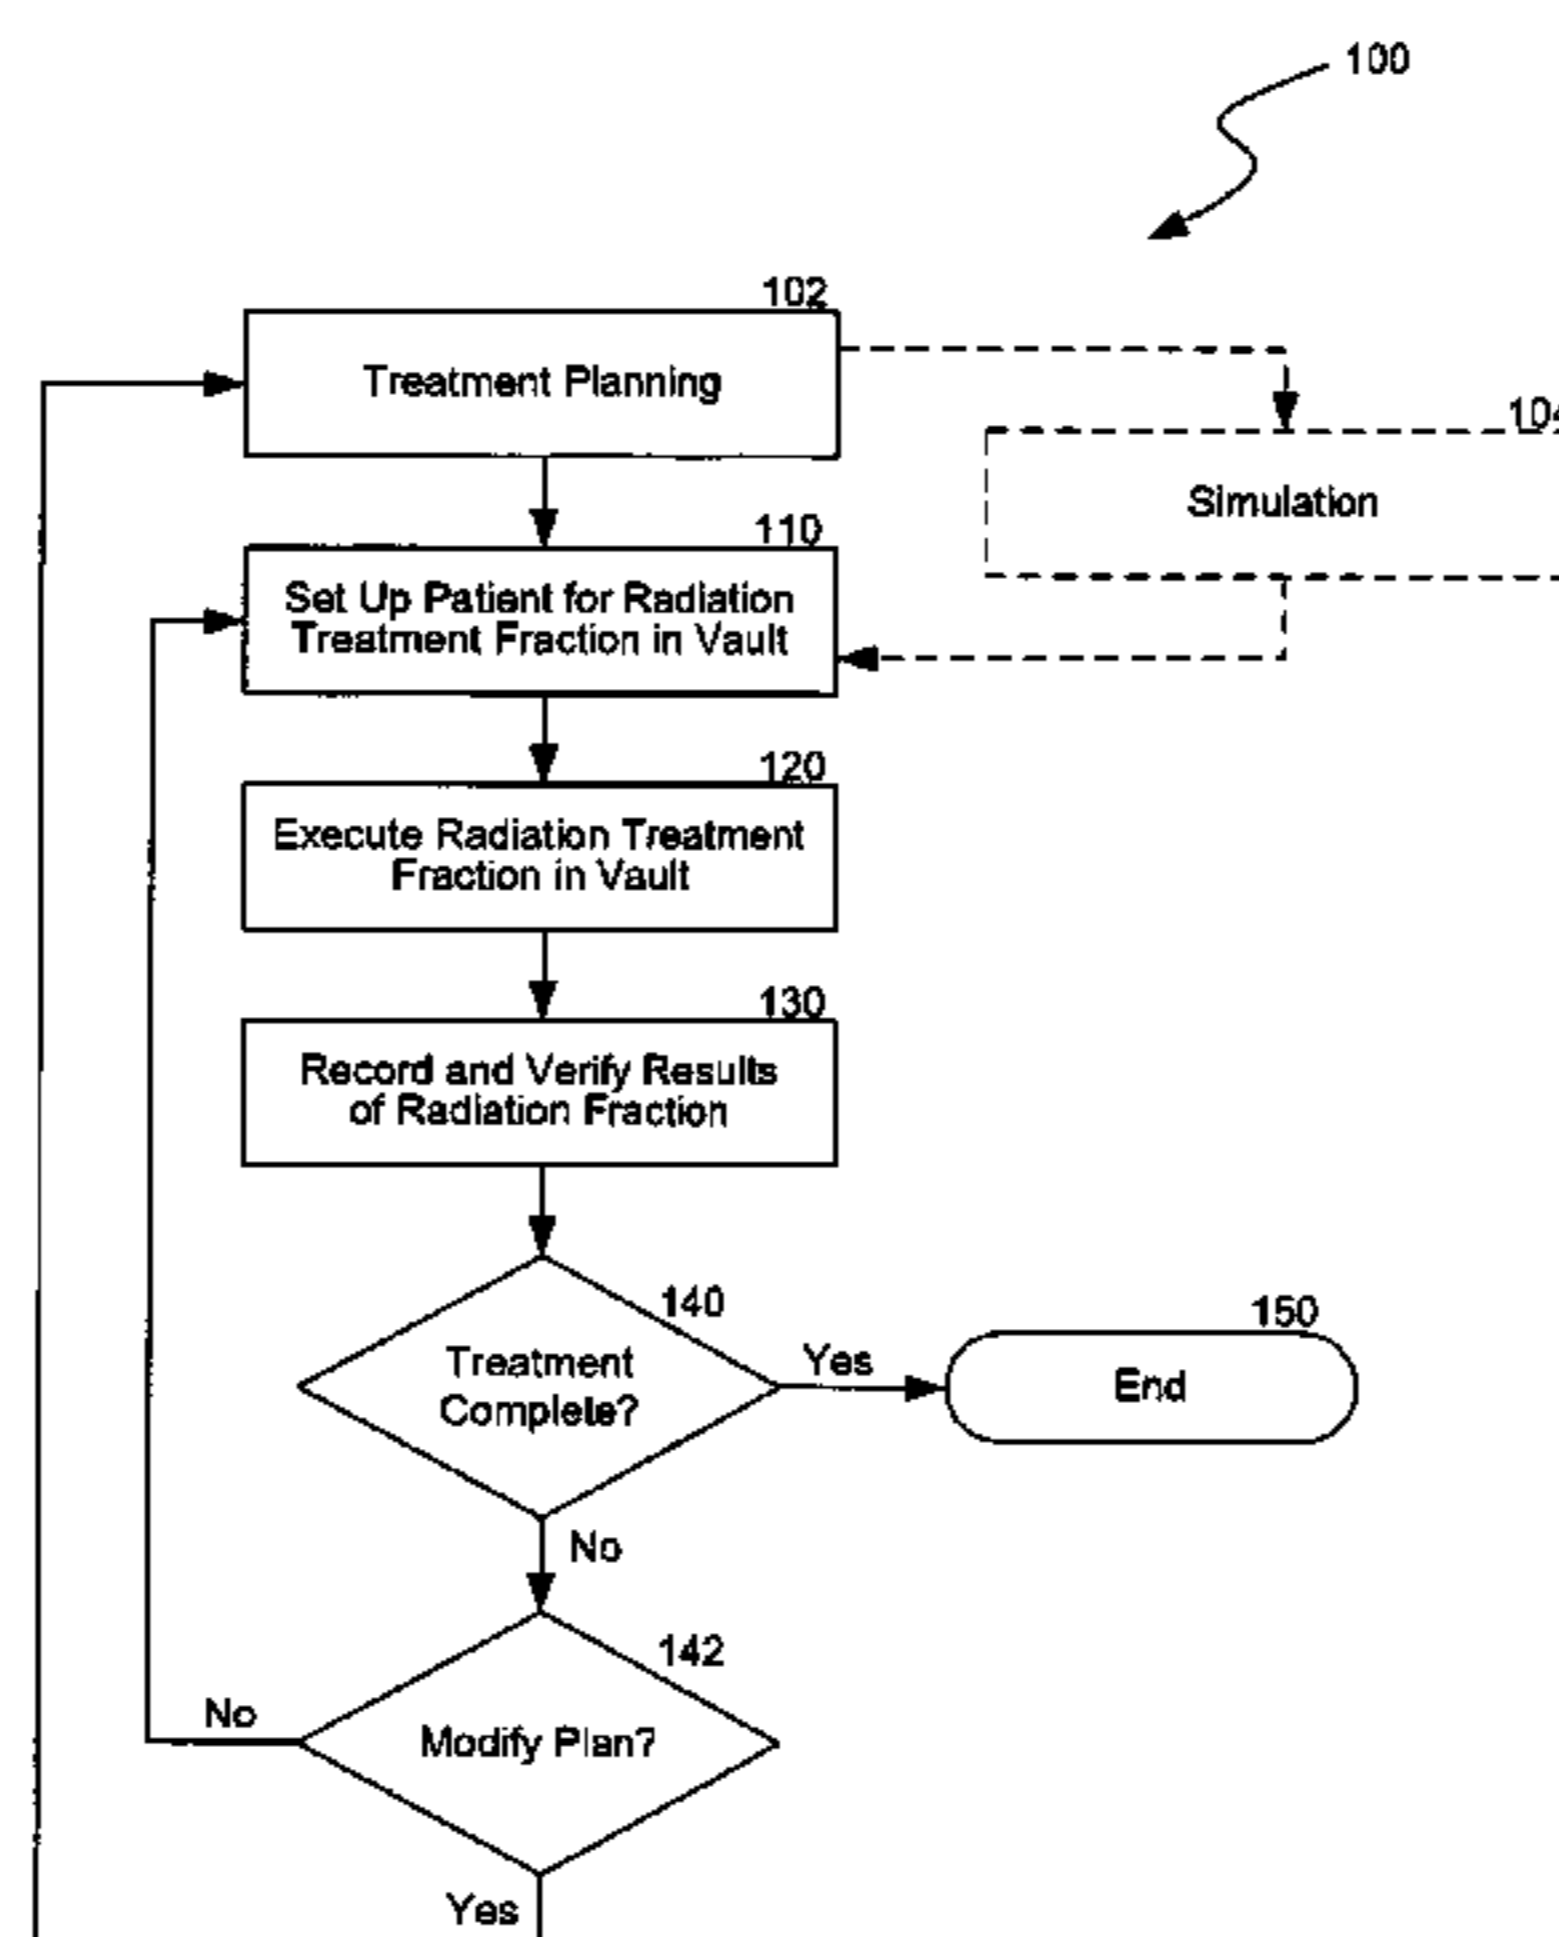 100
102
Treatment Planning
104
Simulation
110
Set Up Patient for Radiation
Treatment Fraction in Vault
120
Execute Radiation Treatment
Fraction in Vault
130
Record and Verify Results
of Radiation Fraction
140
Treatment
Complete?
Yes
150
End
No
142
No
Modify Plan?
Yes